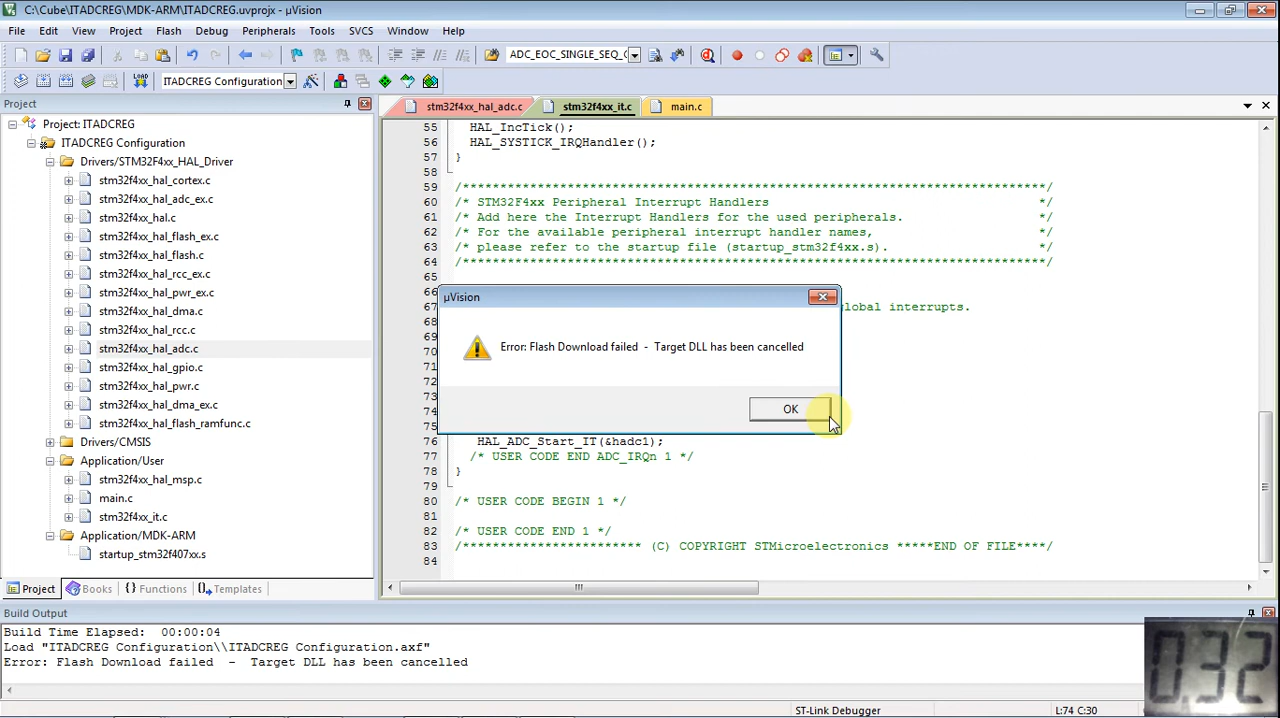 C:\Cube\ITADCREG\MDK-ARM\ITADCREG.uvprojx - µVision
File Edit View Project Flash Debug Peripherals Tools SVCS Window Help
ADC_EOC_SINGLE_SEQ_C
LOAD ITADCREG Configuration
Project
Project: ITADCREG
ITADCREG Configuration
Drivers/STM32F4xx_HAL_Driver
stm32f4xx_hal_cortex.c
stm32f4xx_hal_adc_ex.c
stm32f4xx_hal.c
stm32f4xx_hal_flash_ex.c
stm32f4xx_hal_flash.c
stm32f4xx_hal_rcc_ex.c
stm32f4xx_hal_pwr_ex.c
stm32f4xx_hal_dma.c
stm32f4xx_hal_rcc.c
stm32f4xx_hal_adc.c
stm32f4xx_hal_gpio.c
stm32f4xx_hal_pwr.c
stm32f4xx_hal_dma_ex.c
stm32f4xx_hal_flash_ramfunc.c
Drivers/CMSIS
Application/User
stm32f4xx_hal_msp.c
main.c
stm32f4xx_it.c
Application/MDK-ARM
startup_stm32f407xx.s
Project Books {} Functions Templates
stm32f4xx_hal_adc.c stm32f4xx_it.c main.c
55 HAL_IncTick();
56 HAL_SYSTICK_IRQHandler();
57 }
58
59 /******************************************************************************/
60 /* STM32F4xx Peripheral Interrupt Handlers */
61 /* Add here the Interrupt Handlers for the used peripherals. */
62 /* For the available peripheral interrupt handler names, */
63 /* please refer to the startup file (startup_stm32f4xx.s). */
64 /******************************************************************************/
65
66
67 global interrupts.
68
69
70
71
72
73
74
75
76 HAL_ADC_Start_IT(&hadc1);
77 /* USER CODE END ADC_IRQn 1 */
78 }
79
80 /* USER CODE BEGIN 1 */
81
82 /* USER CODE END 1 */
83 /************************ (C) COPYRIGHT STMicroelectronics *****END OF FILE****/
84
µVision
Error: Flash Download failed - Target DLL has been cancelled
OK
Build Output
Build Time Elapsed: 00:00:04
Load "ITADCREG Configuration\\ITADCREG Configuration.axf"
Error: Flash Download failed - Target DLL has been cancelled
ST-Link Debugger
L:74 C:30
0.32